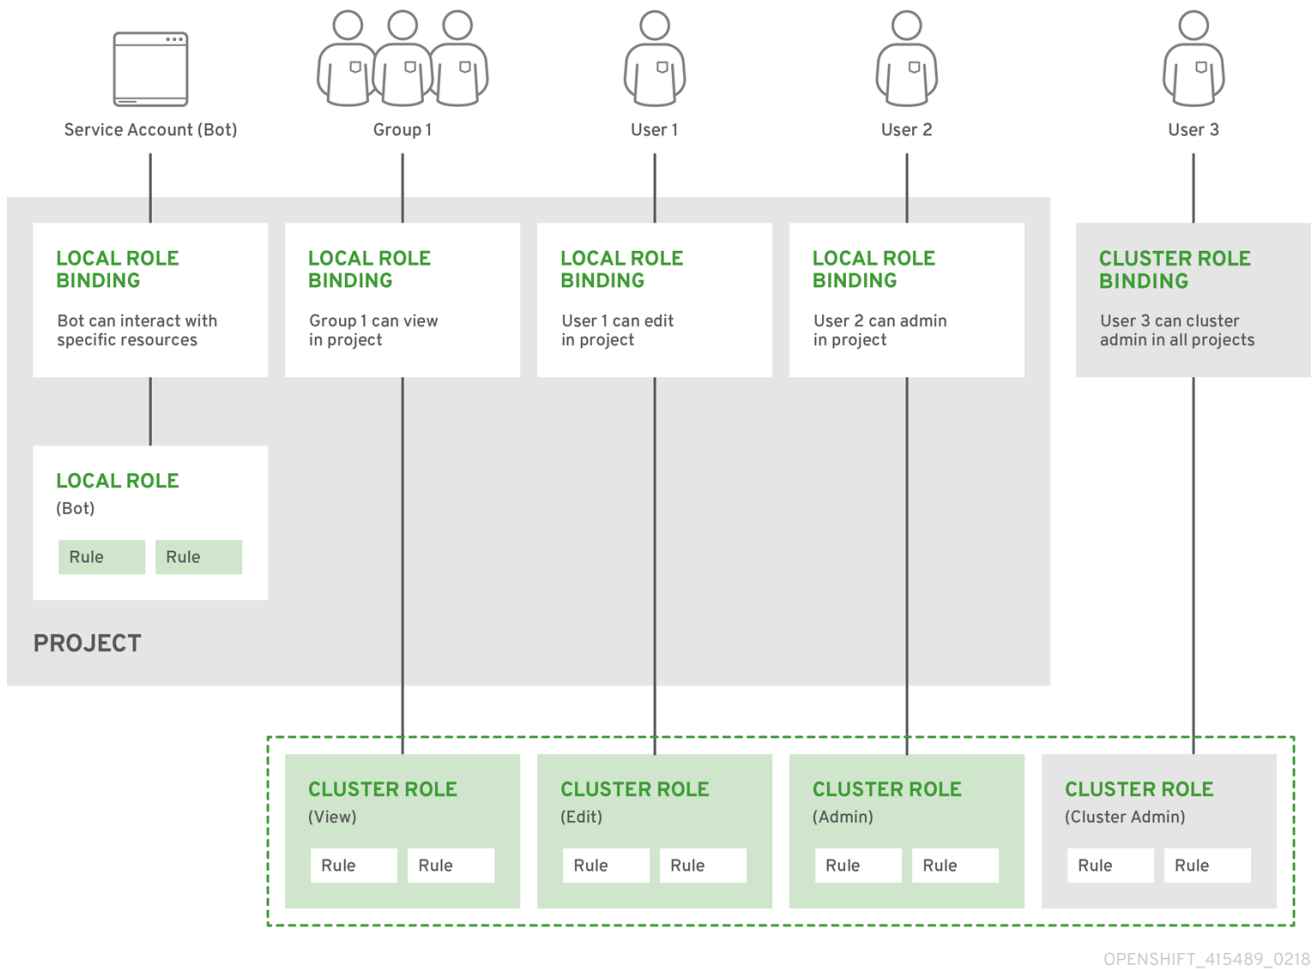 Service Account (Bot)
Group 1
User 1
User 2
User 3
LOCAL ROLE
BINDING
Bot can interact with
specific resources
LOCAL ROLE
BINDING
Group 1 can view
in project
LOCAL ROLE
BINDING
User 1 can edit
in project
LOCAL ROLE
BINDING
User 2 can admin
in project
CLUSTER ROLE
BINDING
User 3 can cluster
admin in all projects
LOCAL ROLE
(Bot)
Rule
Rule
PROJECT
CLUSTER ROLE
(View)
Rule
Rule
CLUSTER ROLE
(Edit)
Rule
Rule
CLUSTER ROLE
(Admin)
Rule
Rule
CLUSTER ROLE
(Cluster Admin)
Rule
Rule
OPENSHIFT_415489_0218